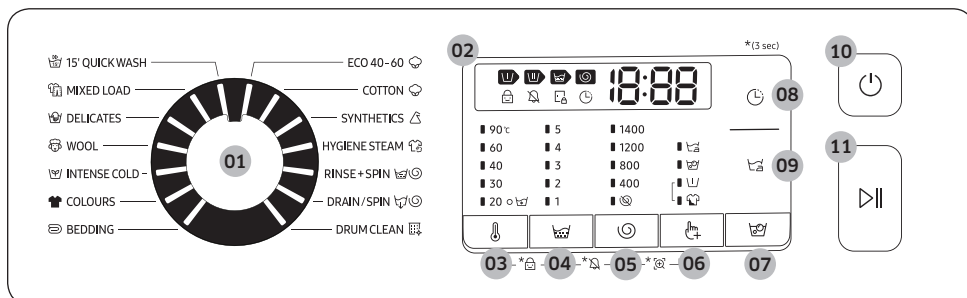 02
*(3 sec)
10
15' QUICK WASH
MIXED LOAD
DELICATES
WOOL
INTENSE COLD
COLOURS
BEDDING
01
ECO 40-60
COTTON
SYNTHETICS
HYGIENE STEAM
RINSE+SPIN
DRAIN/SPIN
DRUM CLEAN
18:88
08
90℃ 5 1400
60 4 1200
40 3 800
30 2 400
20 1
09
11
03 * 04 * 05 * 06 07